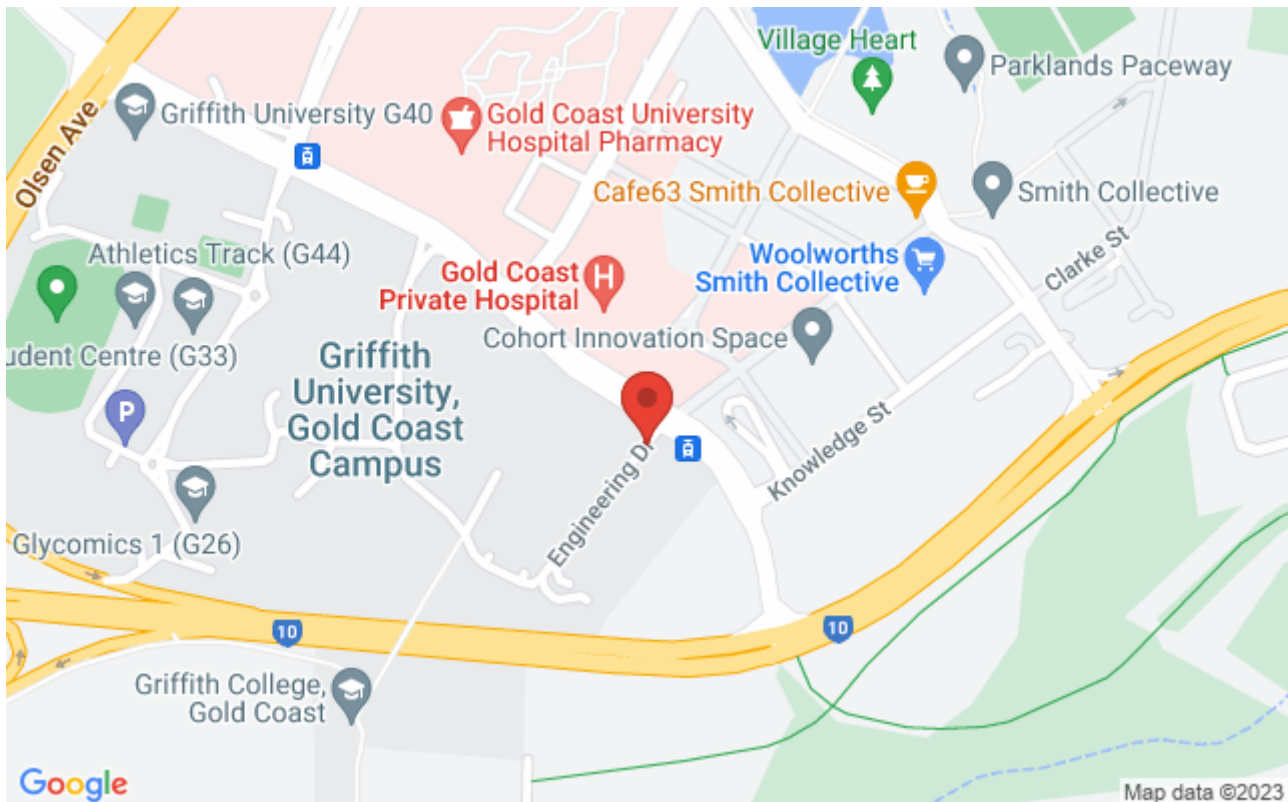 Village Heart
Parklands Paceway
Olsen Ave
Griffith University G40
Gold Coast University
Hospital Pharmacy
Cafe63 Smith Collective
Smith Collective
Athletics Track (G44)
Gold Coast
Private Hospital
Woolworths
Smith Collective
Clarke St
H
Cohort Innovation Space
udent Centre (G33)
Griffith
University,
Gold Coast
Campus
P
Knowledge St
Engineering Dr
Glycomics 1 (G26)
10
10
Griffith College,
Gold Coast
Google
Map data ©2023